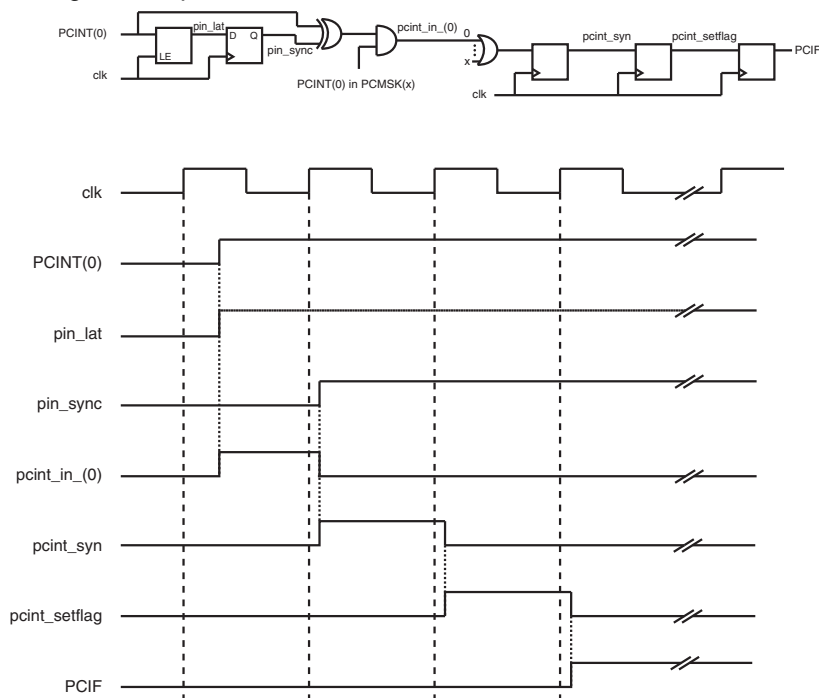 PCINT(0)
pin_lat
LE
D Q
pin_sync
clk
PCINT(0) in PCMSK(x)
pcint_in_(0)
0
x
clk
pcint_syn
pcint_setflag
PCIF
clk
PCINT(0)
pin_lat
pin_sync
pcint_in_(0)
pcint_syn
pcint_setflag
PCIF